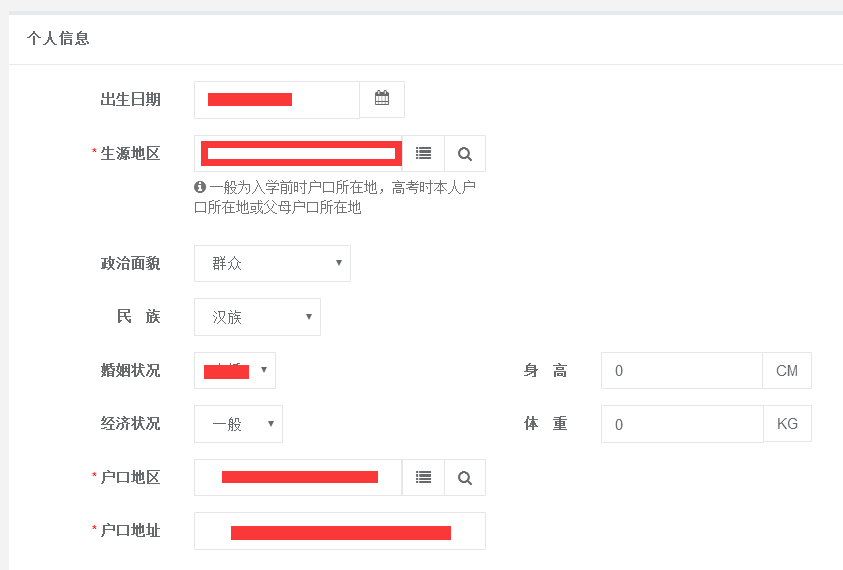 个人信息
出生日期
* 生源地区
一般为入学前时户口所在地，高考时本人户
口所在地或父母户口所在地
政治面貌 群众
民 族 汉族
婚姻状况 身 高 0 CM
经济状况 一般 体 重 0 KG
* 户口地区
* 户口地址